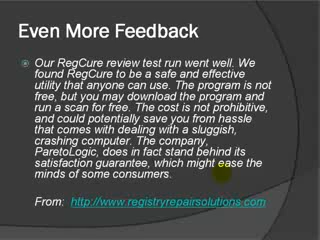 Even More Feedback
Our RegCure review test run went well. We
found RegCure to be a safe and effective
utility that anyone can use. The program is not
free, but you may download the program and
run a scan for free. The cost is not prohibitive,
and could potentially save you from hassle
that comes with dealing with a sluggish,
crashing computer. The company,
ParetoLogic, does in fact stand behind its
satisfaction guarantee, which might ease the
minds of some consumers.
From: http://www.registryrepairsolutions.com